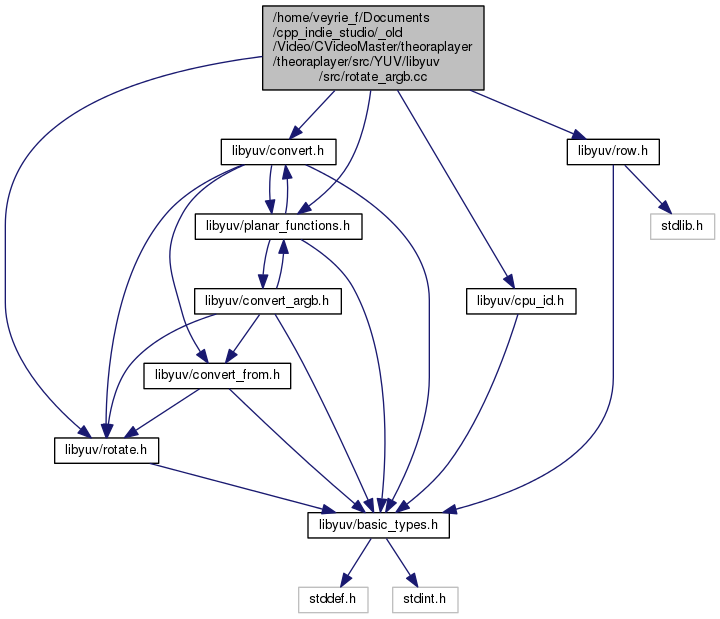 /home/veyrie_f/Documents
/cpp_indie_studio/_old
/Video/CVideoMaster/theoraplayer
/theoraplayer/src/YUV/libyuv
/src/rotate_argb.cc
libyuv/convert.h
libyuv/row.h
libyuv/planar_functions.h
stdlib.h
libyuv/convert_argb.h
libyuv/cpu_id.h
libyuv/convert_from.h
libyuv/rotate.h
libyuv/basic_types.h
stddef.h
stdint.h